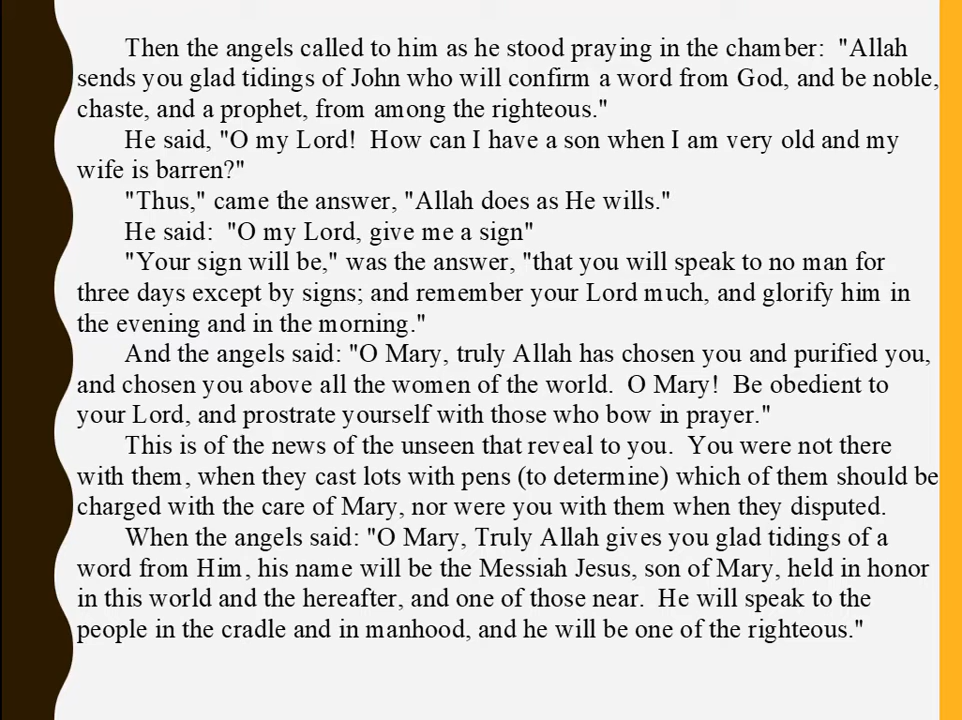 Then the angels called to him as he stood praying in the chamber: "Allah
sends you glad tidings of John who will confirm a word from God, and be noble,
chaste, and a prophet, from among the righteous."
He said, "O my Lord! How can I have a son when I am very old and my
wife is barren?"
"Thus," came the answer, "Allah does as He wills."
He said: "O my Lord, give me a sign"
"Your sign will be," was the answer, "that you will speak to no man for
three days except by signs; and remember your Lord much, and glorify him in
the evening and in the morning."
And the angels said: "O Mary, truly Allah has chosen you and purified you,
and chosen you above all the women of the world. O Mary! Be obedient to
your Lord, and prostrate yourself with those who bow in prayer."
This is of the news of the unseen that reveal to you. You were not there
with them, when they cast lots with pens (to determine) which of them should be
charged with the care of Mary, nor were you with them when they disputed.
When the angels said: "O Mary, Truly Allah gives you glad tidings of a
word from Him, his name will be the Messiah Jesus, son of Mary, held in honor
in this world and the hereafter, and one of those near. He will speak to the
people in the cradle and in manhood, and he will be one of the righteous."